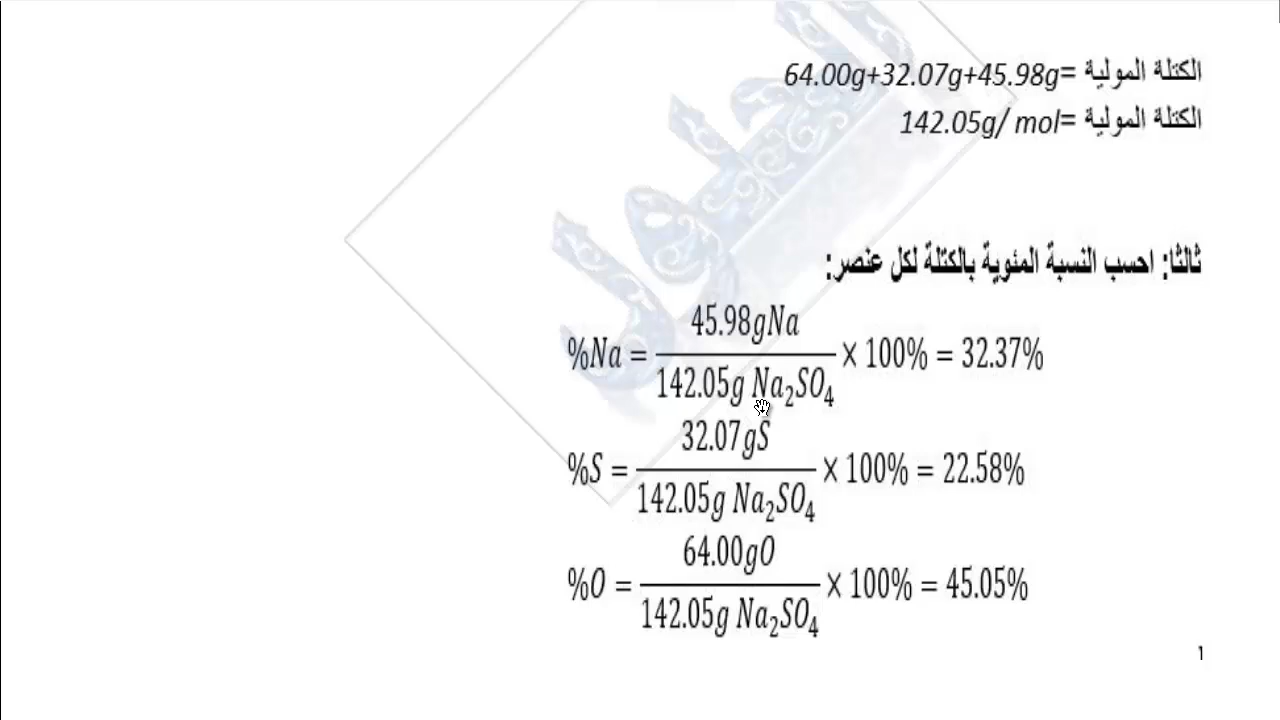 الكتلة المولية =64.00g+32.07g+45.98g
الكتلة المولية =142.05g/ mol
ثالثا: احسب النسبة المئوية بالكتلة لكل عنصر:
%Na = 45.98gNa / 142.05g Na₂SO₄ × 100% = 32.37%
%S = 32.07gS / 142.05g Na₂SO₄ × 100% = 22.58%
%O = 64.00gO / 142.05g Na₂SO₄ × 100% = 45.05%
١